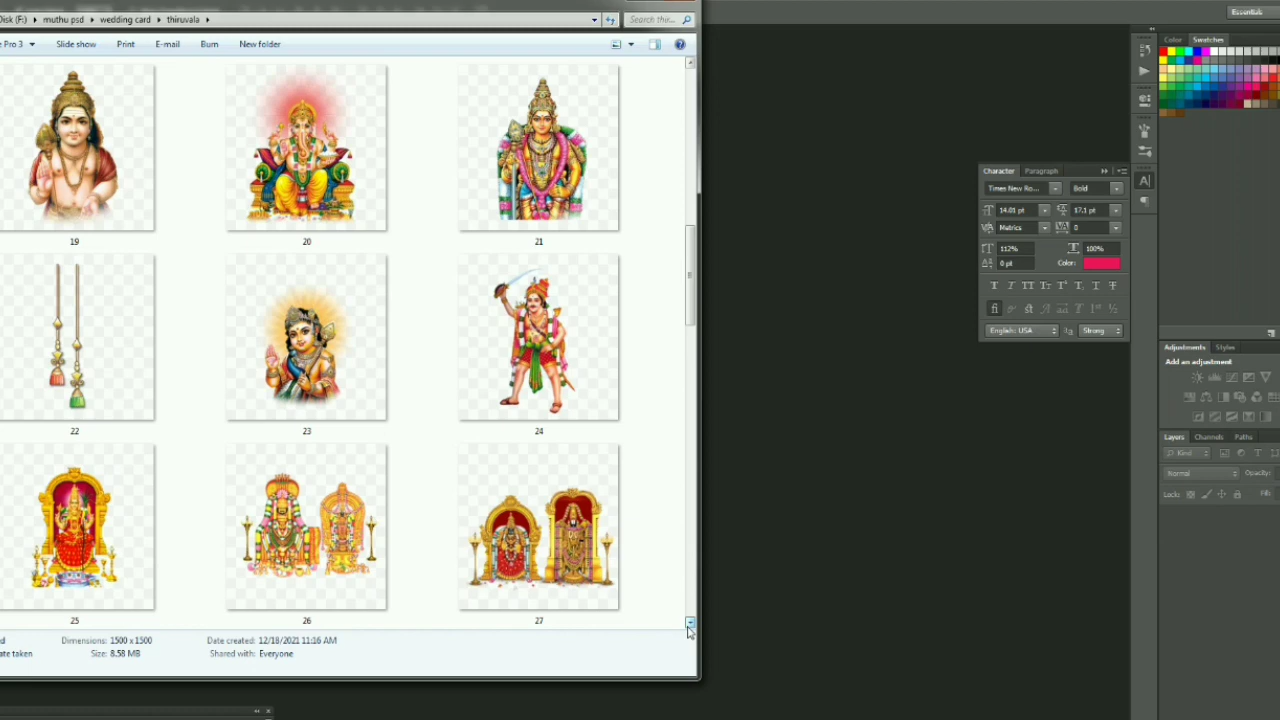 Disk (F:) muthu psd wedding card thiruvala Search thi... Essentials
Pro 3 Slide show Print E-mail Burn New folder
Color Swatches
19 20 21
Character Paragraph
Times New Ro... Bold
14.01 pt 17.1 pt
Metrics 0
112% 100%
0 pt Color:
English: USA Strong
Adjustments Styles
Add an adjustment
22 23 24
Layers Channels Paths
Kind
Normal Opacity:
Lock: Fill:
25 26 27
Dimensions: 1500 x 1500 Date created: 12/18/2021 11:16 AM
ate taken Size: 8.58 MB Shared with: Everyone